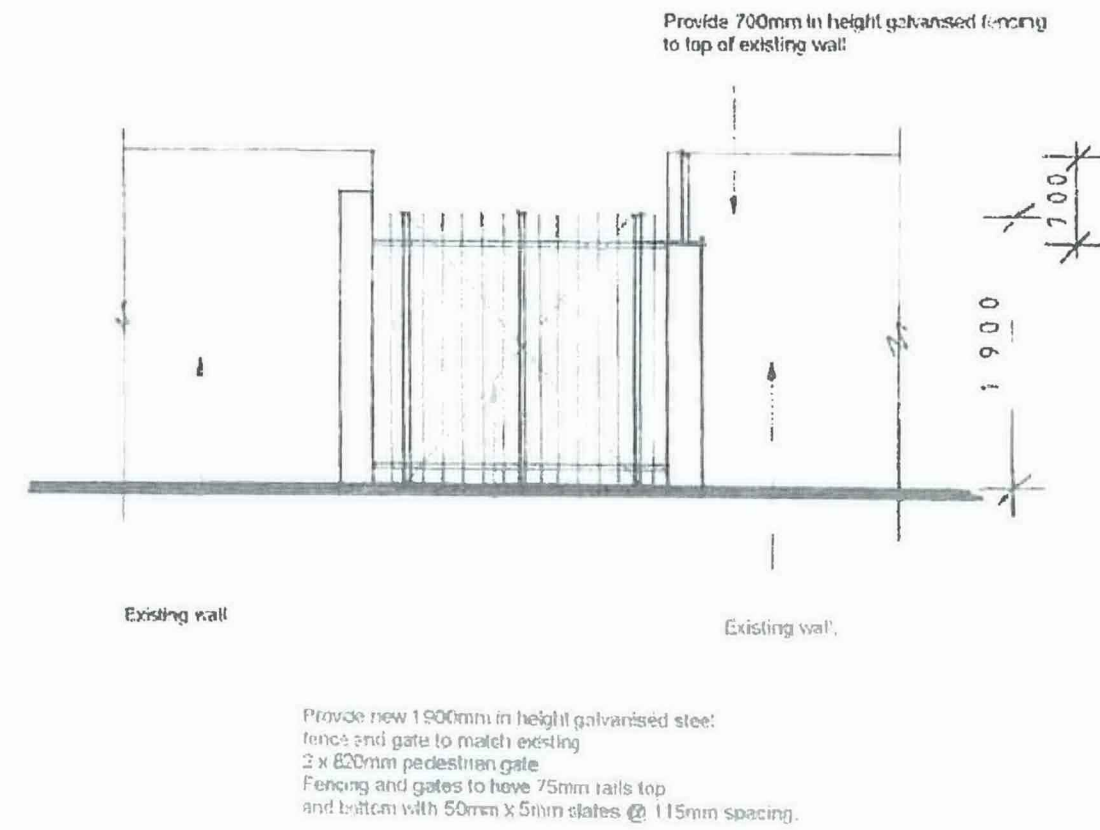 Provide 700mm in height galvanised fencing
to top of existing wall
700
1900
Existing wall
Existing wall.
Provide new 1900mm in height galvanised steel
fence and gate to match existing
2 x 820mm pedestrian gate
Fencing and gates to have 75mm rails top
and bottom with 50mm x 5mm slates @ 115mm spacing.